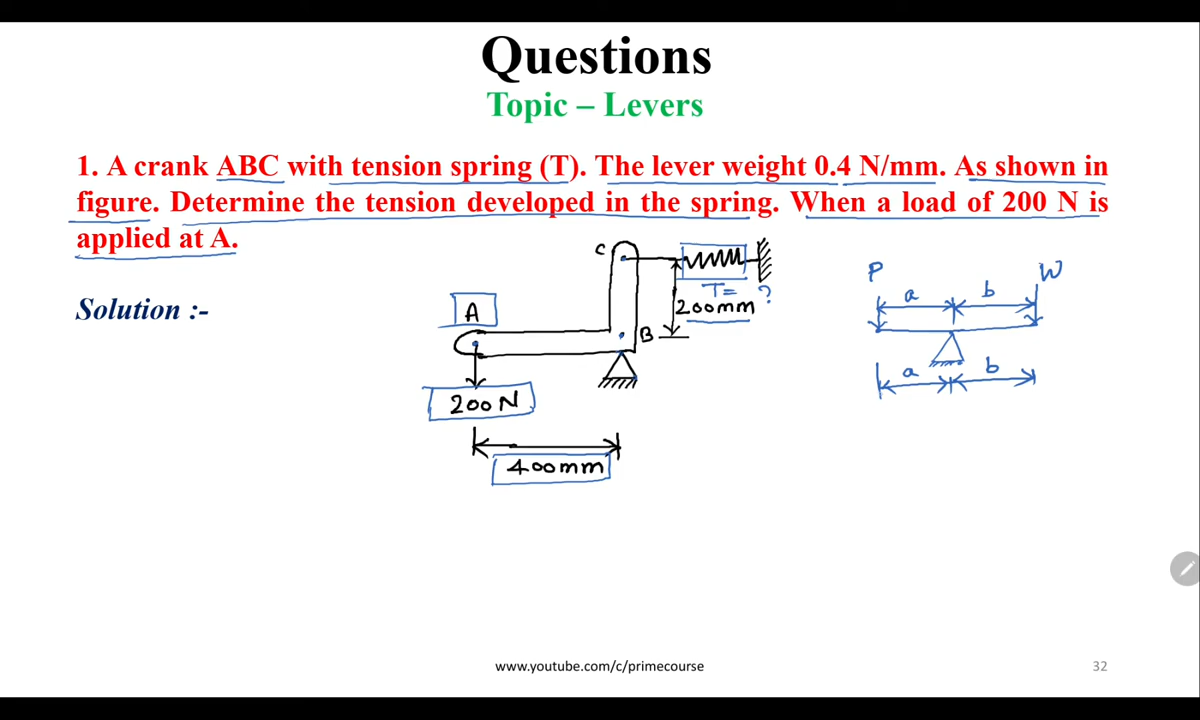 Questions
Topic – Levers
1. A crank ABC with tension spring (T). The lever weight 0.4 N/mm. As shown in
figure. Determine the tension developed in the spring. When a load of 200 N is
applied at A.
Solution :-
C
T= ?
200mm
A
B
200N
400mm
P
W
a
b
a
b
www.youtube.com/c/primecourse
32